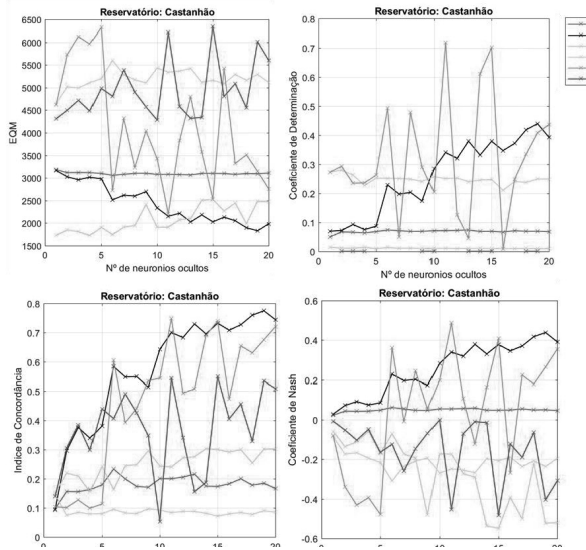 Reservatório: Castanhão
6500
6000
5500
5000
4500
4000
3500
3000
2500
2000
1500
EQM
0 5 10 15 20
Nº de neuronios ocultos
Reservatório: Castanhão
0.8
0.7
0.6
0.5
0.4
0.3
0.2
0.1
0
Coeficiente de Determinação
0 5 10 15 20
Nº de neuronios ocultos
Reservatório: Castanhão
0.8
0.7
0.6
0.5
0.4
0.3
0.2
0.1
0
Indice de Concordância
0 5 10 15 20
Reservatório: Castanhão
0.6
0.4
0.2
0
-0.2
-0.4
-0.6
Coeficiente de Nash
0 5 10 15 20